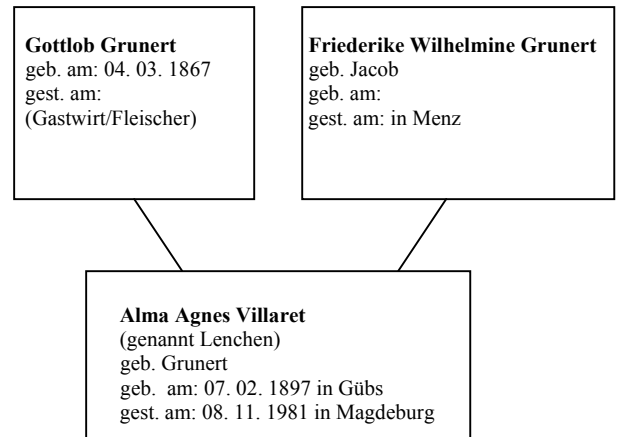 Gottlob Grunert
geb. am: 04. 03. 1867
gest. am:
(Gastwirt/Fleischer)
Friederike Wilhelmine Grunert
geb. Jacob
geb. am:
gest. am: in Menz
Alma Agnes Villaret
(genannt Lenchen)
geb. Grunert
geb.  am: 07. 02. 1897 in Gübs
gest. am: 08. 11. 1981 in Magdeburg